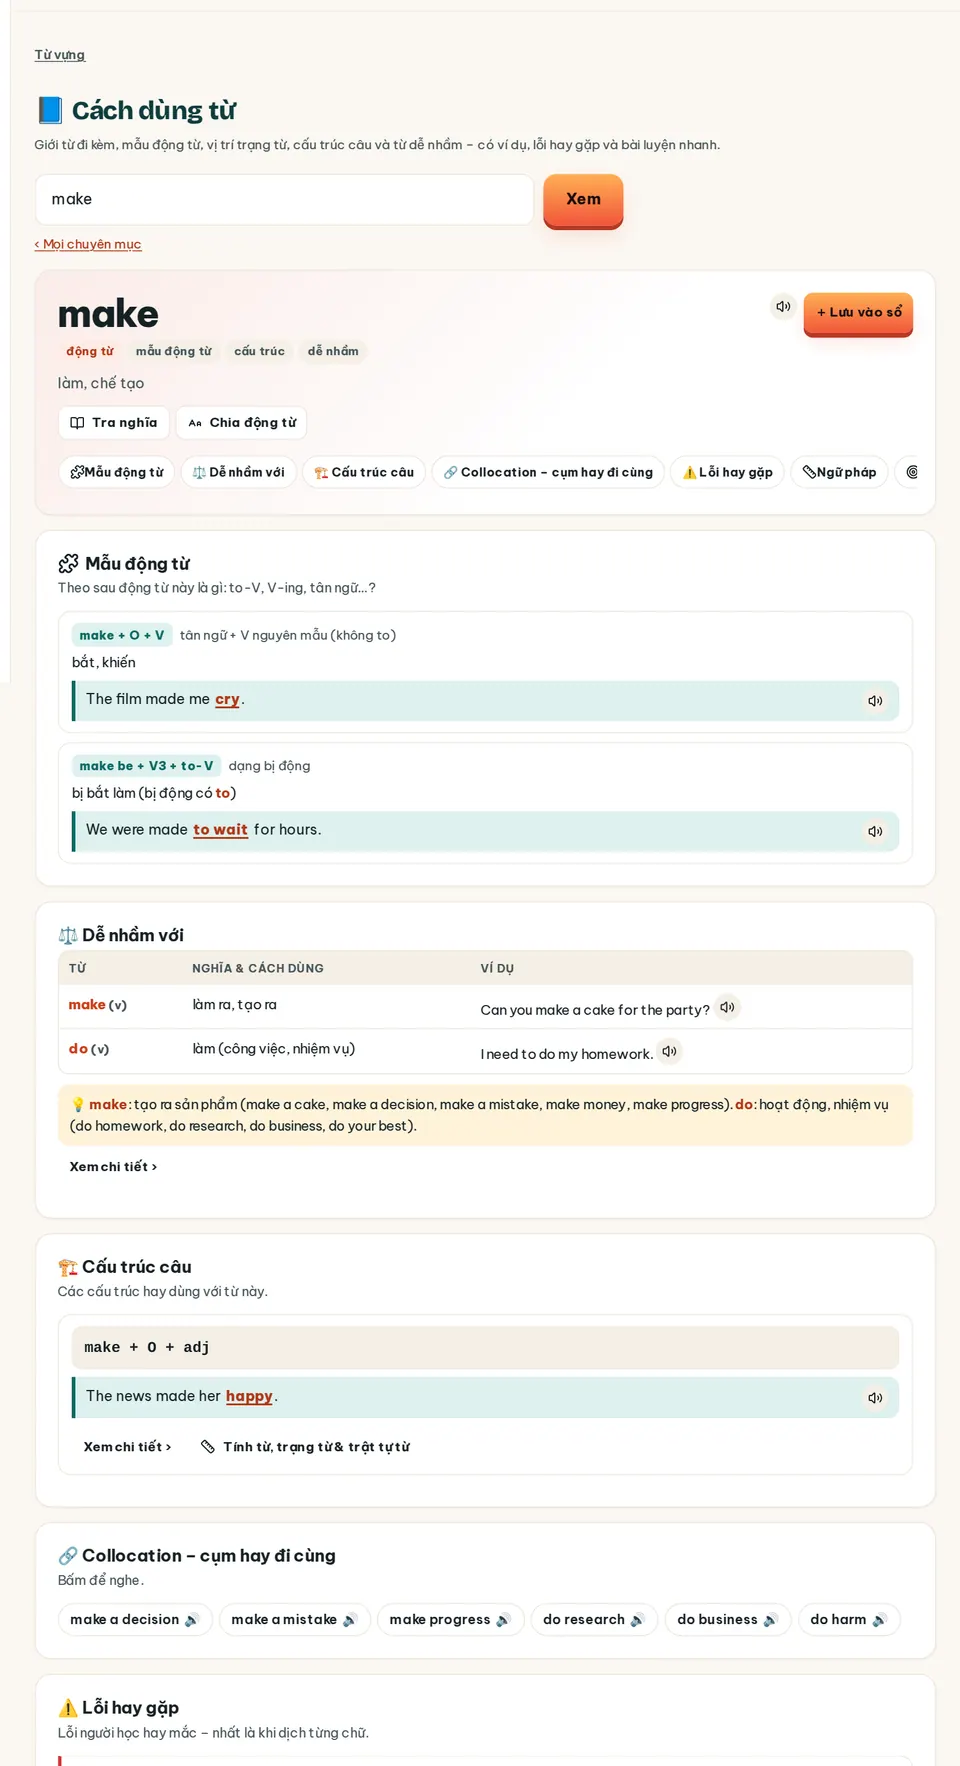 Từ vựng
📘 Cách dùng từ
Giới từ đi kèm, mẫu động từ, vị trí trạng từ, cấu trúc câu và từ dễ nhầm – có ví dụ, lỗi hay gặp và bài luyện nhanh.
make
Xem
‹ Mọi chuyên mục
make
+ Lưu vào sổ
động từ mẫu động từ cấu trúc dễ nhầm
làm, chế tạo
Tra nghĩa Chia động từ
Mẫu động từ ⚖️ Dễ nhầm với 🏗️ Cấu trúc câu 🔗 Collocation – cụm hay đi cùng ⚠️ Lỗi hay gặp Ngữ pháp
Mẫu động từ
Theo sau động từ này là gì: to-V, V-ing, tân ngữ…?
make + O + V tân ngữ + V nguyên mẫu (không to)
bắt, khiến
The film made me cry.
make be + V3 + to-V dạng bị động
bị bắt làm (bị động có to)
We were made to wait for hours.
⚖️ Dễ nhầm với
TỪ NGHĨA & CÁCH DÙNG VÍ DỤ
make (v) làm ra, tạo ra Can you make a cake for the party?
do (v) làm (công việc, nhiệm vụ) I need to do my homework.
💡 make: tạo ra sản phẩm (make a cake, make a decision, make a mistake, make money, make progress). do: hoạt động, nhiệm vụ
(do homework, do research, do business, do your best).
Xem chi tiết ›
🏗️ Cấu trúc câu
Các cấu trúc hay dùng với từ này.
make + O + adj
The news made her happy.
Xem chi tiết › Tính từ, trạng từ & trật tự từ
🔗 Collocation – cụm hay đi cùng
Bấm để nghe.
make a decision 🔊 make a mistake 🔊 make progress 🔊 do research 🔊 do business 🔊 do harm 🔊
⚠️ Lỗi hay gặp
Lỗi người học hay mắc – nhất là khi dịch từng chữ.